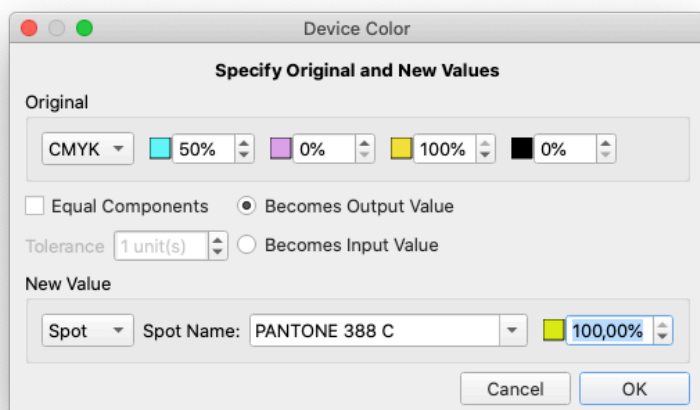 Device Color
Specify Original and New Values
Original
CMYK 50% 0% 100% 0%
Equal Components Becomes Output Value
Tolerance 1 unit(s) Becomes Input Value
New Value
Spot Spot Name: PANTONE 388 C 100,00%
Cancel OK